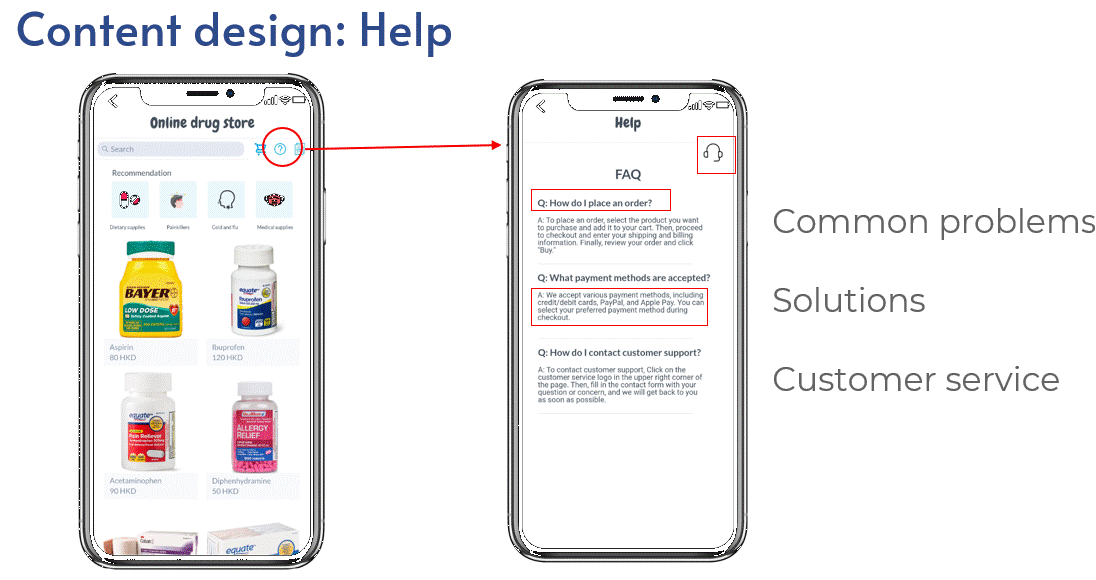 Content design: Help
Online drug store
Search
Recommendation
Dietary supplies
Painkillers
Cold and flu
Medical supplies
BAYER
LOW DOSE
Safety Coated Aspirin
equate
Ibuprofen
Aspirin
80 HKD
Ibuprofen
120 HKD
equate
Pain Reliever
ALLERGY
RELIEF
Acetaminophen
90 HKD
Diphenhydramine
50 HKD
equate
Help
FAQ
Q: How do I place an order?
A: To place an order, select the product you want
to purchase and add it to your cart. Then, proceed
to checkout and enter your shipping and billing
information. Finally, review your order and click
"Buy."
Q: What payment methods are accepted?
A: We accept various payment methods, including
credit/debit cards, PayPal, and Apple Pay. You can
select your preferred payment method during
checkout.
Q: How do I contact customer support?
A: To contact customer support, Click on the
customer service logo in the upper right corner of
the page. Then, fill in the contact form with your
question or concern, and we will get back to you
as soon as possible.
Common problems
Solutions
Customer service